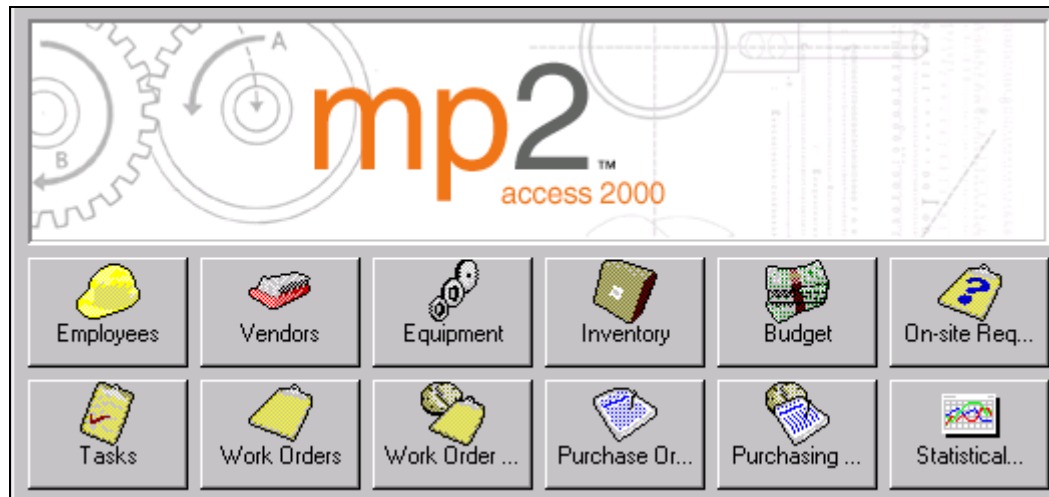 A
B
mp2™
access 2000
Employees
Vendors
Equipment
Inventory
Budget
On-site Req...
Tasks
Work Orders
Work Order ...
Purchase Or...
Purchasing ...
Statistical...